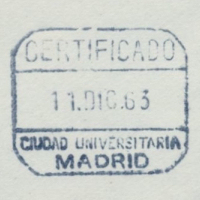 CERTIFICADO
11.DIC.63
CIUDAD UNIVERSITARIA
MADRID